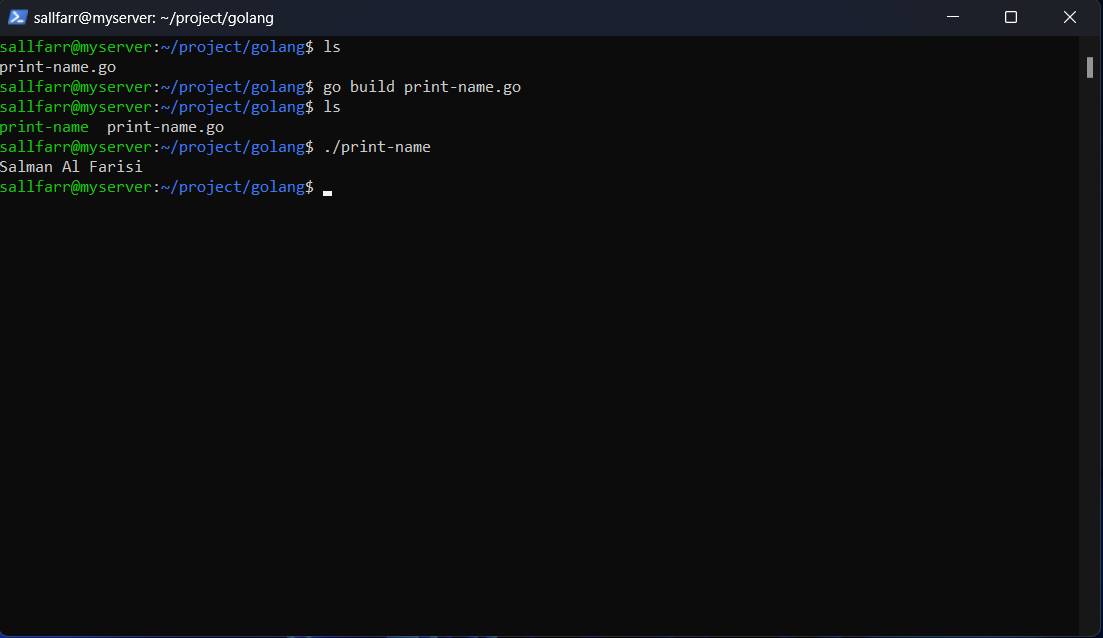 sallfarr@myserver: ~/project/golang
sallfarr@myserver:~/project/golang$ ls
print-name.go
sallfarr@myserver:~/project/golang$ go build print-name.go
sallfarr@myserver:~/project/golang$ ls
print-name  print-name.go
sallfarr@myserver:~/project/golang$ ./print-name
Salman Al Farisi
sallfarr@myserver:~/project/golang$